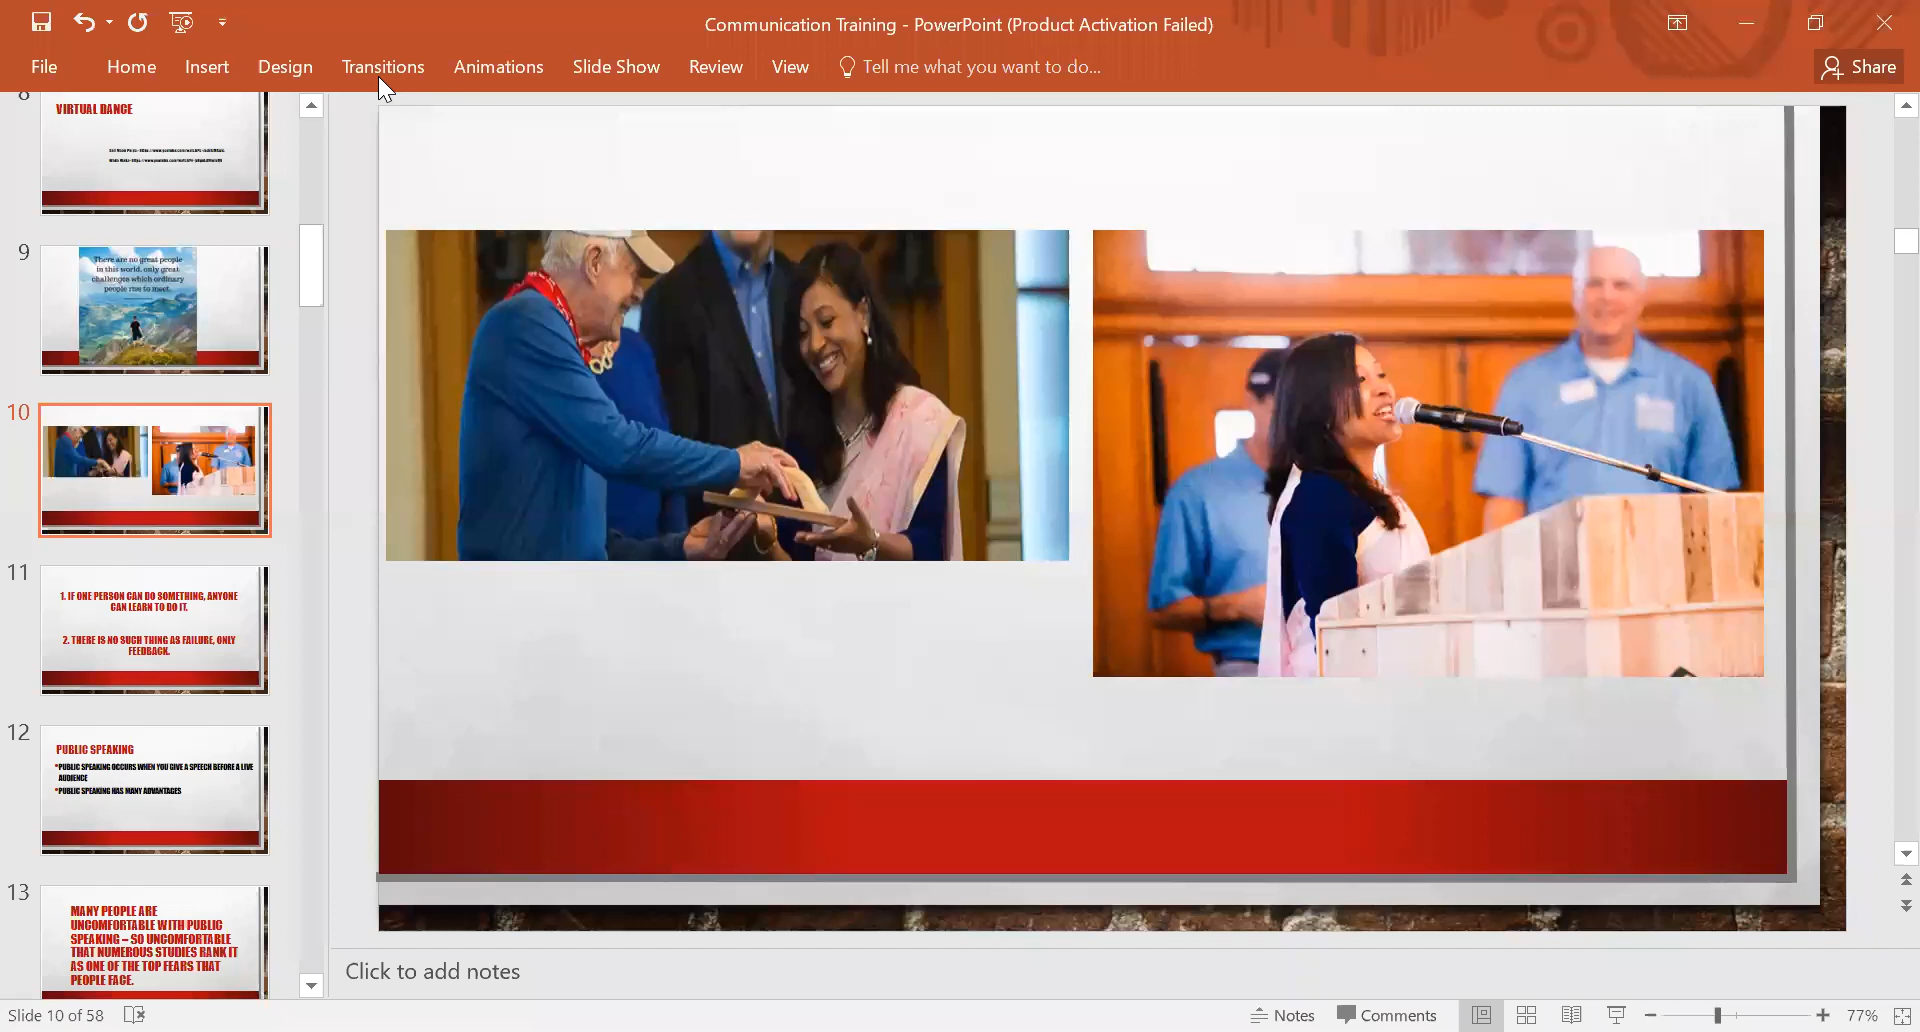 Communication Training - PowerPoint (Product Activation Failed)
File Home Insert Design Transitions Animations Slide Show Review View Tell me what you want to do... Share
8
VIRTUAL DANCE
9
There are no great people
in this world, only great
challenges which ordinary
people rise to meet.
10
11
1. IF ONE PERSON CAN DO SOMETHING, ANYONE
CAN LEARN TO DO IT.
2. THERE IS NO SUCH THING AS FAILURE, ONLY
FEEDBACK.
12
PUBLIC SPEAKING
•PUBLIC SPEAKING OCCURS WHEN YOU GIVE A SPEECH BEFORE A LIVE
AUDIENCE
•PUBLIC SPEAKING HAS MANY ADVANTAGES
13
MANY PEOPLE ARE
UNCOMFORTABLE WITH PUBLIC
SPEAKING – SO UNCOMFORTABLE
THAT NUMEROUS STUDIES RANK IT
AS ONE OF THE TOP FEARS THAT
PEOPLE FACE.
Click to add notes
Slide 10 of 58 Notes Comments 77%